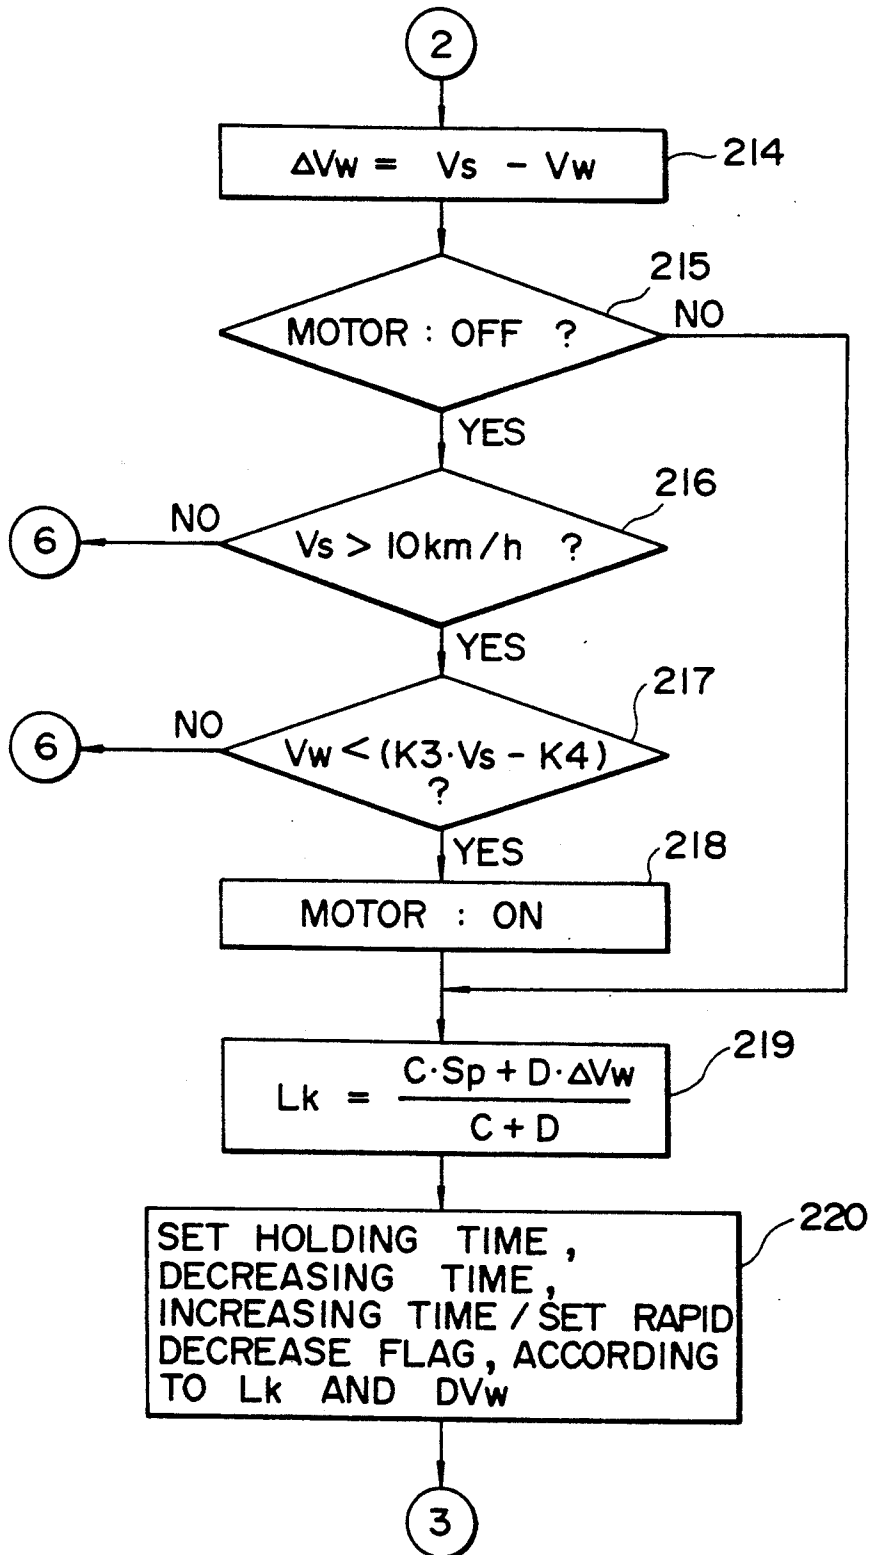 2
ΔVw = Vs - Vw
214
215
MOTOR : OFF ?
NO
YES
216
NO
6
Vs > 10km/h ?
YES
217
NO
6
Vw < (K3·Vs - K4)
?
YES
218
MOTOR : ON
219
Lk = (C·Sp + D·ΔVw) / (C + D)
220
SET HOLDING TIME,
DECREASING TIME,
INCREASING TIME / SET RAPID
DECREASE FLAG, ACCORDING
TO Lk AND DVw
3